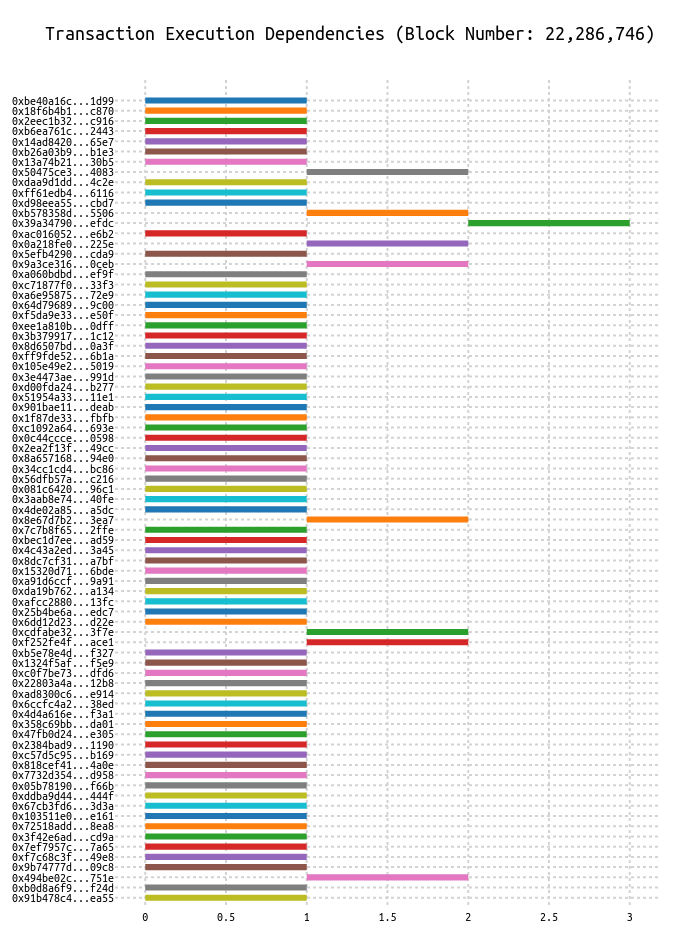 Transaction Execution Dependencies (Block Number: 22,286,746)
0xbe40a16c...1d99
0x18f6b4b1...c870
0x2eec1b32...c916
0xb6ea761c...2443
0x14ad8420...65e7
0xb26a03b9...b1e3
0x13a74b21...30b5
0x50475ce3...4083
0xdaa9d1dd...4c2e
0xff61edb4...6116
0xd98eea55...cbd7
0xb578358d...5506
0x39a34790...efdc
0xac016052...e6b2
0x0a218fe0...225e
0x5efb4290...cda9
0x9a3ce316...0ceb
0xa060bdbd...ef9f
0xc71877f0...33f3
0xa6e95875...72e9
0x64d79689...9c00
0xf5da9e33...e50f
0xee1a810b...0dff
0x3b379917...1c12
0x8d6507bd...0a3f
0xff9fde52...6b1a
0x105e49e2...5019
0x3e4473ae...991d
0xd00fda24...b277
0x51954a33...11e1
0x901bae11...deab
0x1f87de33...fbfb
0xc1092a64...693e
0x0c44ccce...0598
0x2ea2f13f...49cc
0x8a657168...94e0
0x34cc1cd4...bc86
0x56dfb57a...c216
0x081c6420...96c1
0x3aab8e74...40fe
0x4de02a85...a5dc
0x8e67d7b2...3ea7
0x7c7b8f65...2ffe
0xbec1d7ee...ad59
0x4c43a2ed...3a45
0x8dc7cf31...a7bf
0x15320d71...6bde
0xa91d6ccf...9a91
0xda19b762...a134
0xafcc2880...13fc
0x25b4be6a...edc7
0x6dd12d23...d22e
0xcdfabe32...3f7e
0xf252fe4f...ace1
0xb5e78e4d...f327
0x1324f5af...f5e9
0xc0f7be73...dfd6
0x22803a4a...12b8
0xad8300c6...e914
0x6ccfc4a2...38ed
0x4d4a616e...f3a1
0x358c69bb...da01
0x47fb0d24...e305
0x2384bad9...1190
0xc57d5c95...b169
0x818cef41...4a0e
0x7732d354...d958
0x05b78190...f66b
0xddba9d44...444f
0x67cb3fd6...3d3a
0x103511e0...e161
0x72518add...8ea8
0x3f42e6ad...cd9a
0x7ef7957c...7a65
0xf7c68c3f...49e8
0x9b74777d...09c8
0x494be02c...751e
0xb0d8a6f9...f24d
0x91b478c4...ea55
0 0.5 1 1.5 2 2.5 3